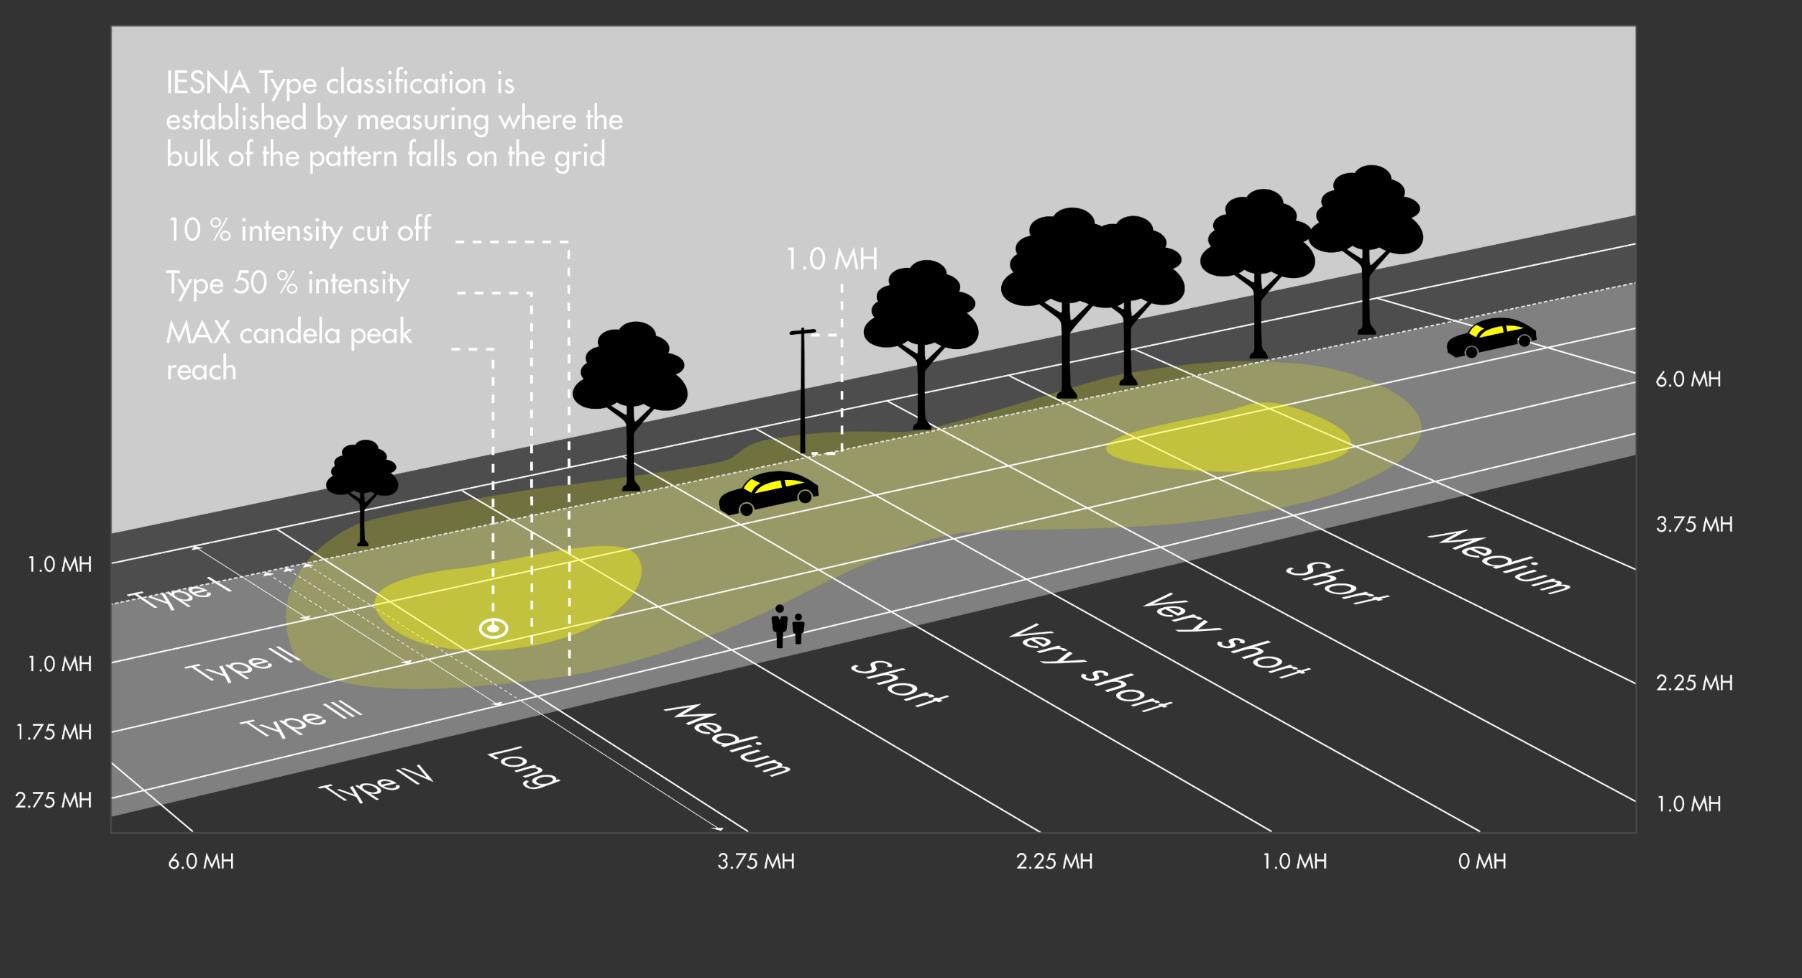 IESNA Type classification is
established by measuring where the
bulk of the pattern falls on the grid
10 % intensity cut off
Type 50 % intensity
MAX candela peak
reach
1.0 MH
6.0 MH
3.75 MH
2.25 MH
1.0 MH
1.0 MH
1.0 MH
1.75 MH
2.75 MH
Type I
Type II
Type III
Type IV
Long
Medium
Short
Very short
Very short
Short
Medium
6.0 MH
3.75 MH
2.25 MH
1.0 MH
0 MH